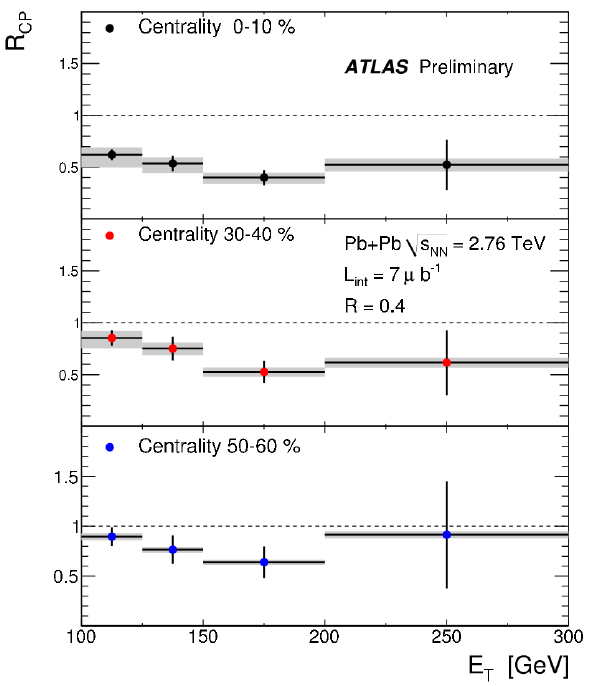 R_CP
Centrality 0-10 %
ATLAS Preliminary
1.5
1
0.5
Centrality 30-40 %
Pb+Pb √s_NN = 2.76 TeV
L_int = 7 μ b⁻¹
R = 0.4
1.5
1
0.5
Centrality 50-60 %
1.5
1
0.5
100 150 200 250 300
E_T [GeV]